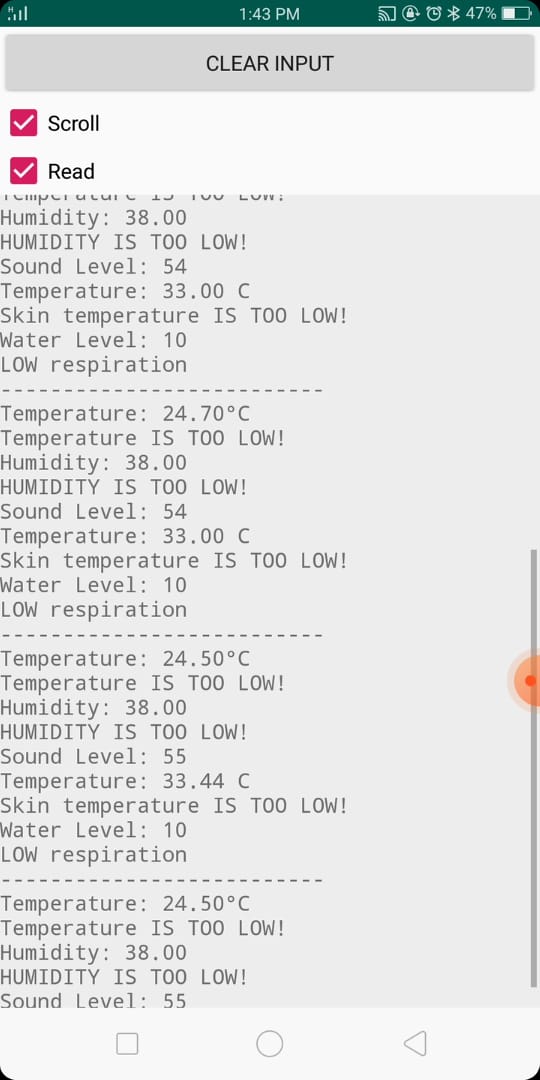 H 1:43 PM 47%
CLEAR INPUT
Scroll
Read
Temperature IS TOO LOW!
Humidity: 38.00
HUMIDITY IS TOO LOW!
Sound Level: 54
Temperature: 33.00 C
Skin temperature IS TOO LOW!
Water Level: 10
LOW respiration
--------------------------
Temperature: 24.70°C
Temperature IS TOO LOW!
Humidity: 38.00
HUMIDITY IS TOO LOW!
Sound Level: 54
Temperature: 33.00 C
Skin temperature IS TOO LOW!
Water Level: 10
LOW respiration
--------------------------
Temperature: 24.50°C
Temperature IS TOO LOW!
Humidity: 38.00
HUMIDITY IS TOO LOW!
Sound Level: 55
Temperature: 33.44 C
Skin temperature IS TOO LOW!
Water Level: 10
LOW respiration
--------------------------
Temperature: 24.50°C
Temperature IS TOO LOW!
Humidity: 38.00
HUMIDITY IS TOO LOW!
Sound Level: 55